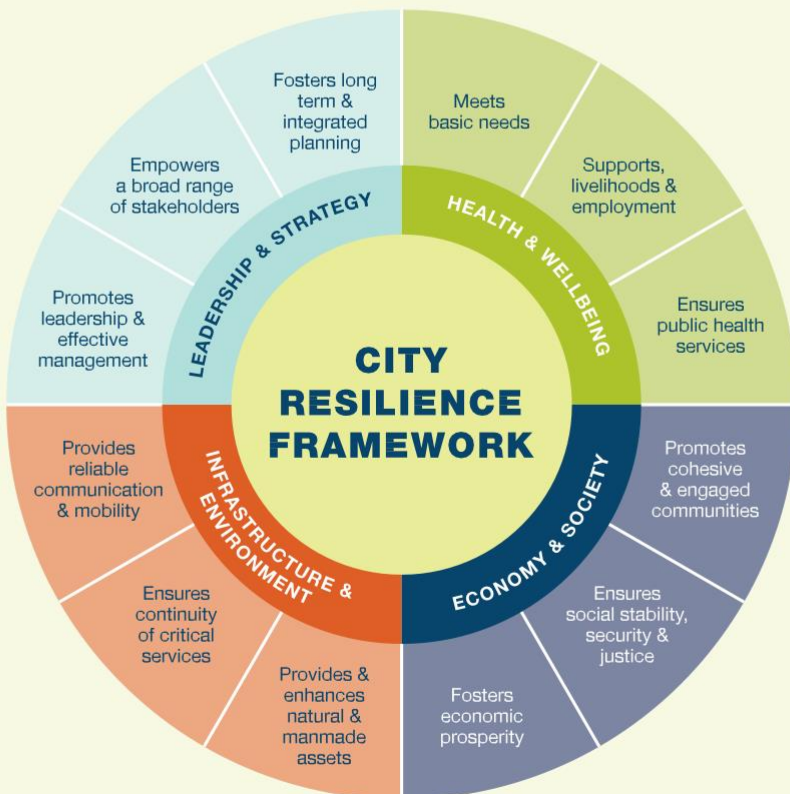 CITY
RESILIENCE
FRAMEWORK
HEALTH & WELLBEING
Meets
basic needs
Supports,
livelihoods &
employment
Ensures
public health
services
ECONOMY & SOCIETY
Promotes
cohesive
& engaged
communities
Ensures
social stability,
security &
justice
Fosters
economic
prosperity
INFRASTRUCTURE &
ENVIRONMENT
Provides &
enhances
natural &
manmade
assets
Ensures
continuity
of critical
services
Provides
reliable
communication
& mobility
LEADERSHIP & STRATEGY
Promotes
leadership &
effective
management
Empowers
a broad range
of stakeholders
Fosters long
term &
integrated
planning